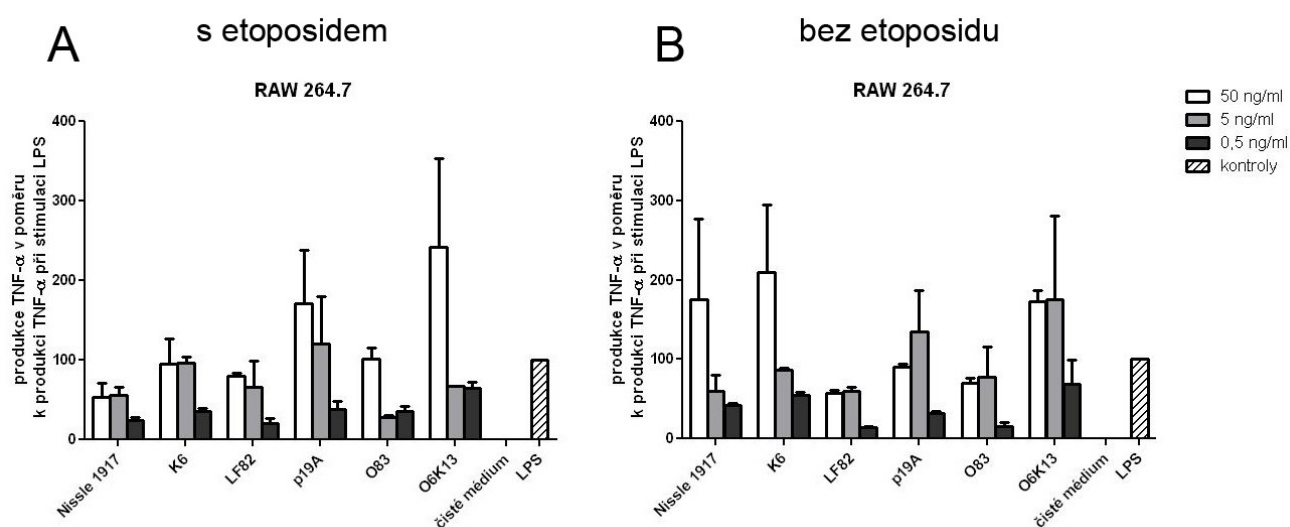 A
s etoposidem
RAW 264.7
produkce TNF-α v poměru
k produkci TNF-α při stimulaci LPS
400
300
200
100
0
Nissle 1917
K6
LF82
p19A
O83
O6K13
čisté médium
LPS
B
bez etoposidu
RAW 264.7
produkce TNF-α v poměru
k produkci TNF-α při stimulaci LPS
400
300
200
100
0
Nissle 1917
K6
LF82
p19A
O83
O6K13
čisté médium
LPS
50 ng/ml
5 ng/ml
0,5 ng/ml
kontroly